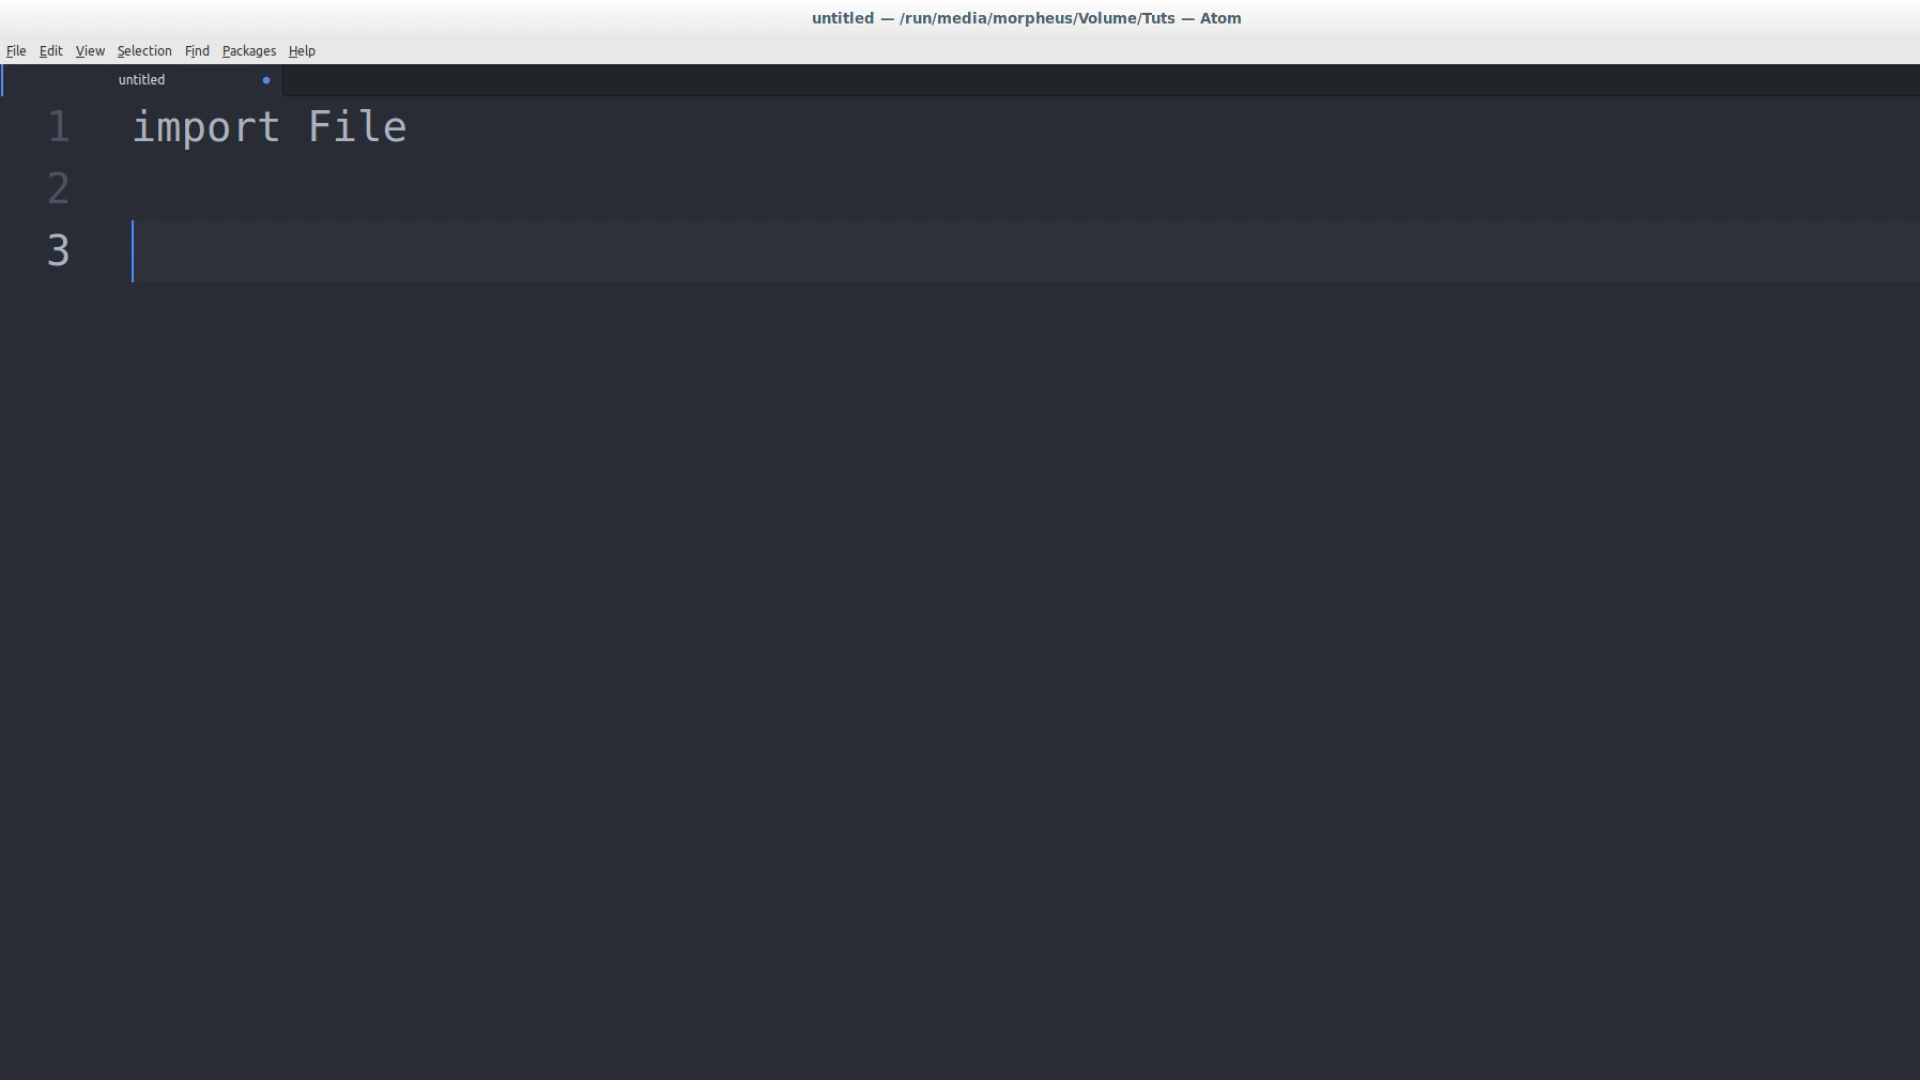 untitled — /run/media/morpheus/Volume/Tuts — Atom
File Edit View Selection Find Packages Help
untitled
1 import File
2
3